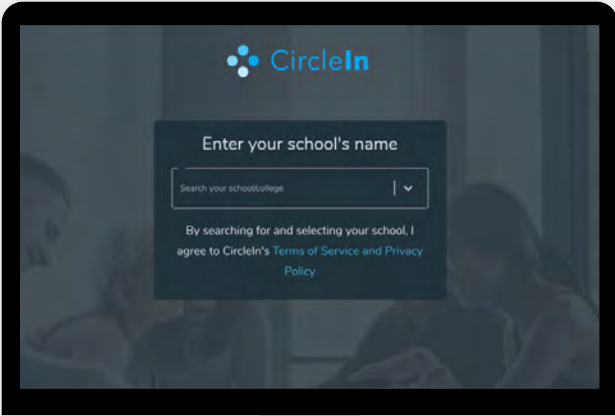 CircleIn
Enter your school's name
Search your school/college
By searching for and selecting your school, I
agree to CircleIn's Terms of Service and Privacy
Policy